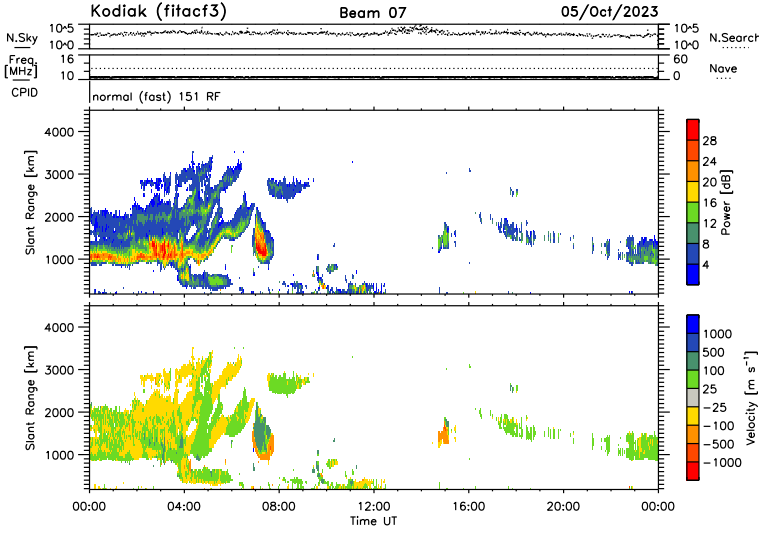 Kodiak (fitacf3) Beam 07 05/Oct/2023
N.Sky 10^5 10^0 10^5 10^0 N.Search
Freq. [MHz] 16 10 60 0 Nave
CPID normal (fast) 151 RF
Slant Range [km] 4000 3000 2000 1000
28 24 20 16 12 8 4 Power [dB]
Slant Range [km] 4000 3000 2000 1000
1000 500 100 25 −25 −100 −500 −1000 Velocity [m s⁻¹]
00:00 04:00 08:00 12:00 16:00 20:00 00:00
Time UT